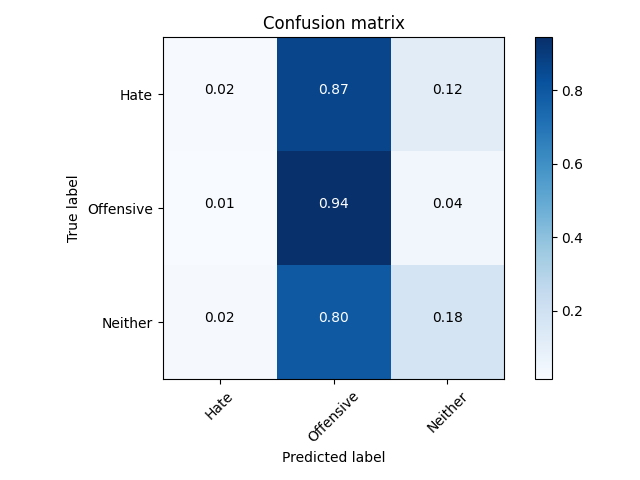 Confusion matrix
True label
Hate 0.02 0.87 0.12
Offensive 0.01 0.94 0.04
Neither 0.02 0.80 0.18
Hate Offensive Neither
Predicted label
0.8
0.6
0.4
0.2